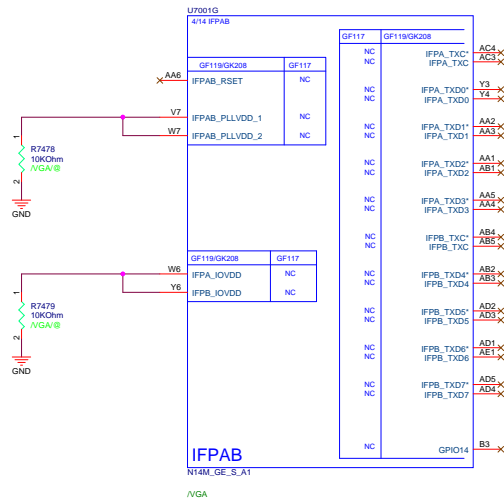 U7001G
4/14 IFPAB
GF117 GF119/GK208
NC IFPA_TXC* AC4
NC IFPA_TXC AC3
GF119/GK208 GF117
AA6 IFPAB_RSET NC
NC IFPA_TXD0* Y3
NC IFPA_TXD0 Y4
V7 IFPAB_PLLVDD_1 NC
W7 IFPAB_PLLVDD_2 NC
NC IFPA_TXD1* AA2
NC IFPA_TXD1 AA3
1
R7478
10KOhm
/VGA/@
2
GND
NC IFPA_TXD2* AA1
NC IFPA_TXD2 AB1
NC IFPA_TXD3* AA5
NC IFPA_TXD3 AA4
NC IFPB_TXC* AB4
NC IFPB_TXC AB5
GF119/GK208 GF117
W6 IFPA_IOVDD NC
Y6 IFPB_IOVDD NC
NC IFPB_TXD4* AB2
NC IFPB_TXD4 AB3
1
R7479
10KOhm
/VGA/@
2
GND
NC IFPB_TXD5* AD2
NC IFPB_TXD5 AD3
NC IFPB_TXD6* AD1
NC IFPB_TXD6 AE1
NC IFPB_TXD7* AD5
NC IFPB_TXD7 AD4
NC GPIO14 B3
IFPAB
N14M_GE_S_A1
/VGA